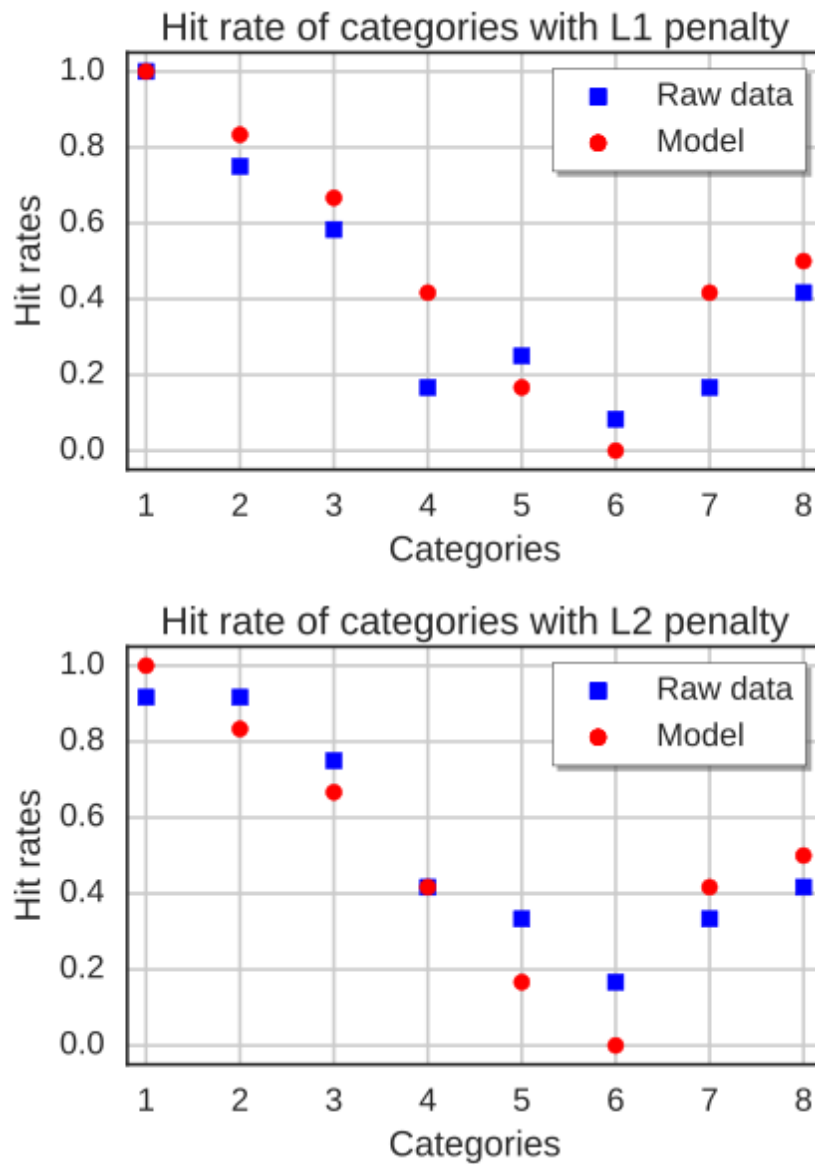 Hit rate of categories with L1 penalty
1.0
0.8
0.6
0.4
0.2
0.0
Hit rates
Raw data
Model
1 2 3 4 5 6 7 8
Categories
Hit rate of categories with L2 penalty
1.0
0.8
0.6
0.4
0.2
0.0
Hit rates
Raw data
Model
1 2 3 4 5 6 7 8
Categories